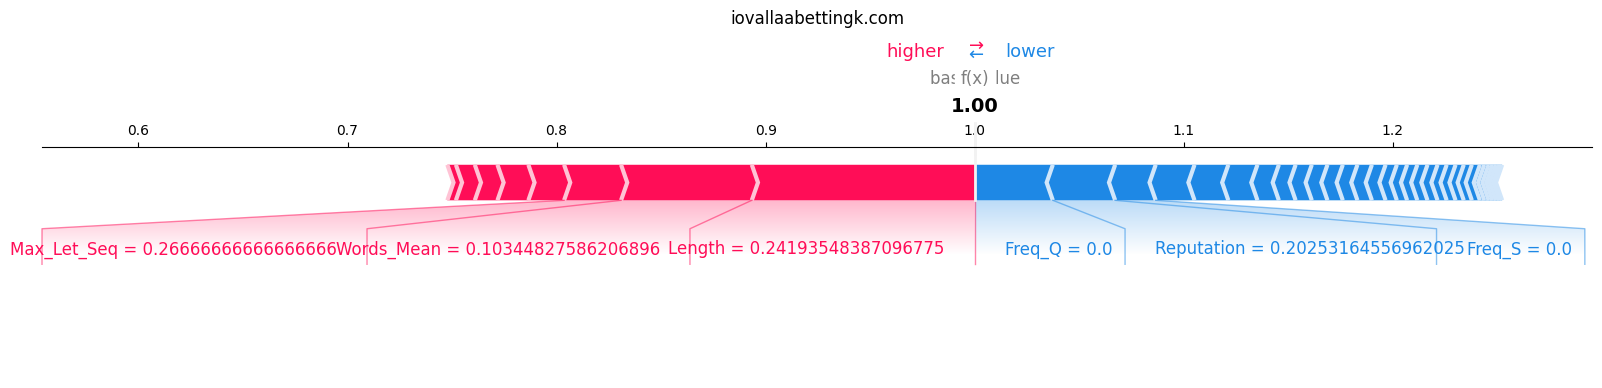 iovallaabettingk.com
higher ⇄ lower
f(x) lue
1.00
0.6 0.7 0.8 0.9 1.0 1.1 1.2
Max_Let_Seq = 0.26666666666666666 Words_Mean = 0.10344827586206896 Length = 0.24193548387096775 Freq_Q = 0.0 Reputation = 0.20253164556962025 Freq_S = 0.0